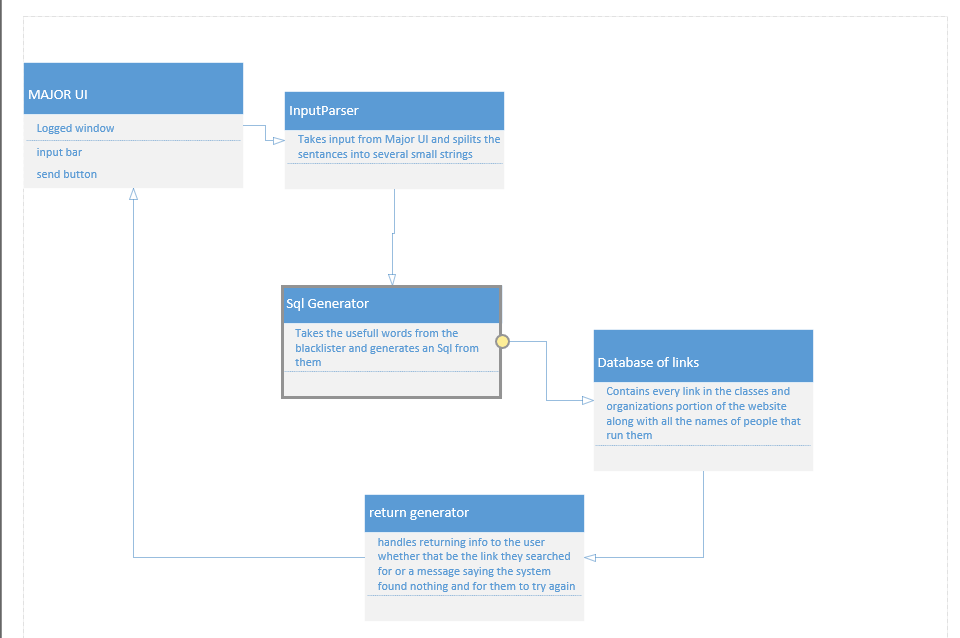 MAJOR UI
Logged window
input bar
send button
InputParser
Takes input from Major UI and spilits the
sentances into several small strings
Sql Generator
Takes the usefull words from the
blacklister and generates an Sql from
them
Database of links
Contains every link in the classes and
organizations portion of the website
along with all the names of people that
run them
return generator
handles returning info to the user
whether that be the link they searched
for or a message saying the system
found nothing and for them to try again